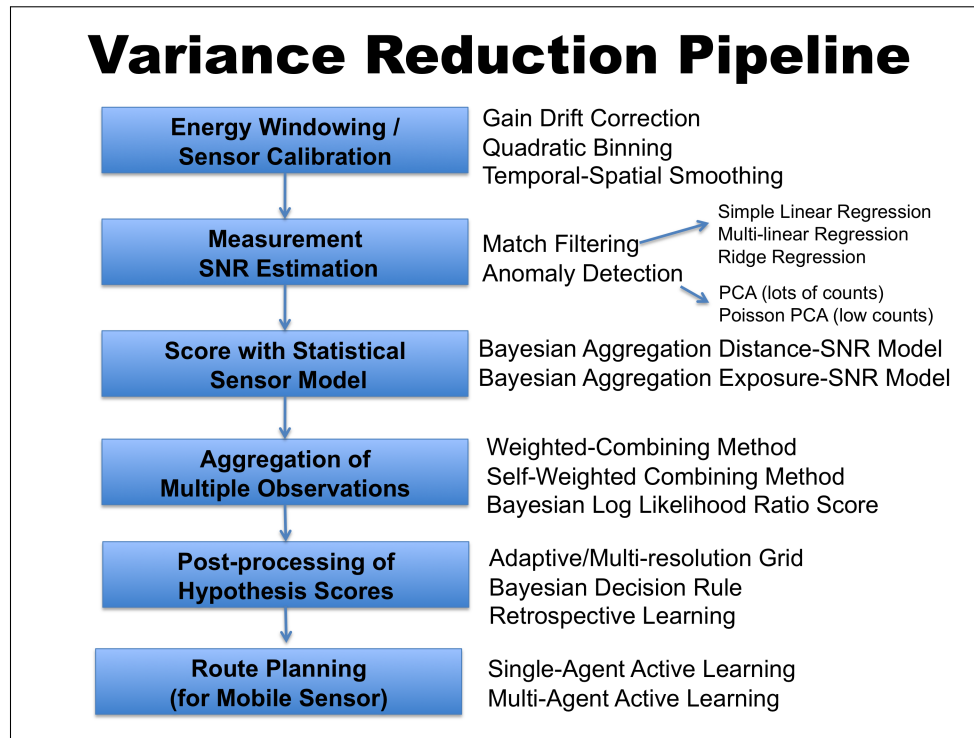 Variance Reduction Pipeline
Energy Windowing /
Sensor Calibration
Gain Drift Correction
Quadratic Binning
Temporal-Spatial Smoothing
Measurement
SNR Estimation
Match Filtering
Anomaly Detection
Simple Linear Regression
Multi-linear Regression
Ridge Regression
PCA (lots of counts)
Poisson PCA (low counts)
Score with Statistical
Sensor Model
Bayesian Aggregation Distance-SNR Model
Bayesian Aggregation Exposure-SNR Model
Aggregation of
Multiple Observations
Weighted-Combining Method
Self-Weighted Combining Method
Bayesian Log Likelihood Ratio Score
Post-processing of
Hypothesis Scores
Adaptive/Multi-resolution Grid
Bayesian Decision Rule
Retrospective Learning
Route Planning
(for Mobile Sensor)
Single-Agent Active Learning
Multi-Agent Active Learning